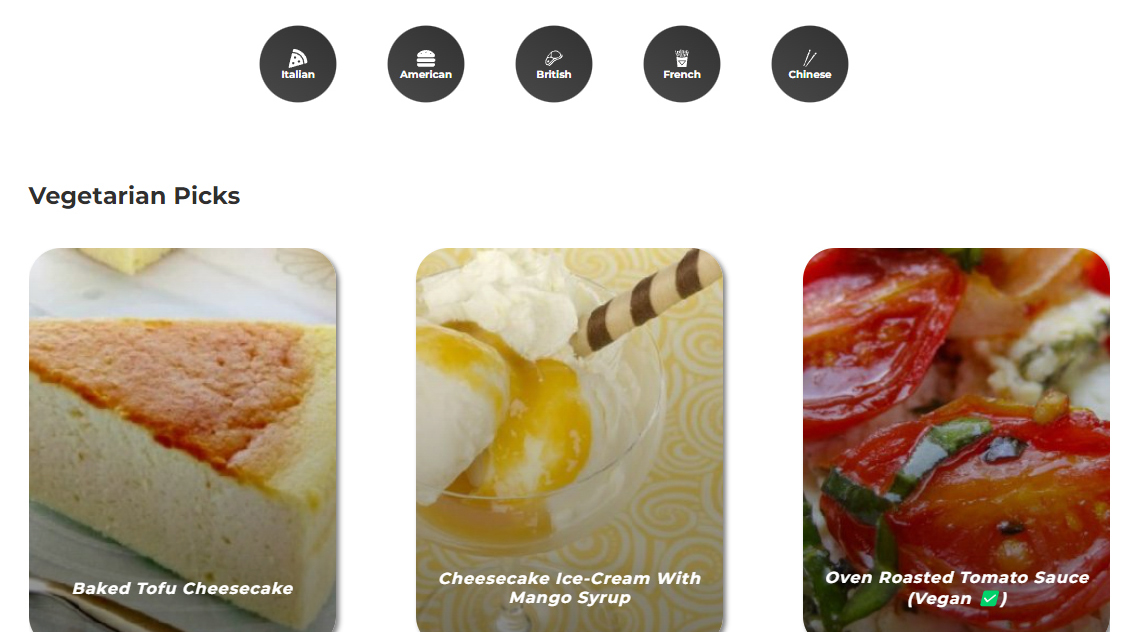 Italian
American
British
French
Chinese
Vegetarian Picks
Baked Tofu Cheesecake
Cheesecake Ice-Cream With
Mango Syrup
Oven Roasted Tomato Sauce
(Vegan ✅)